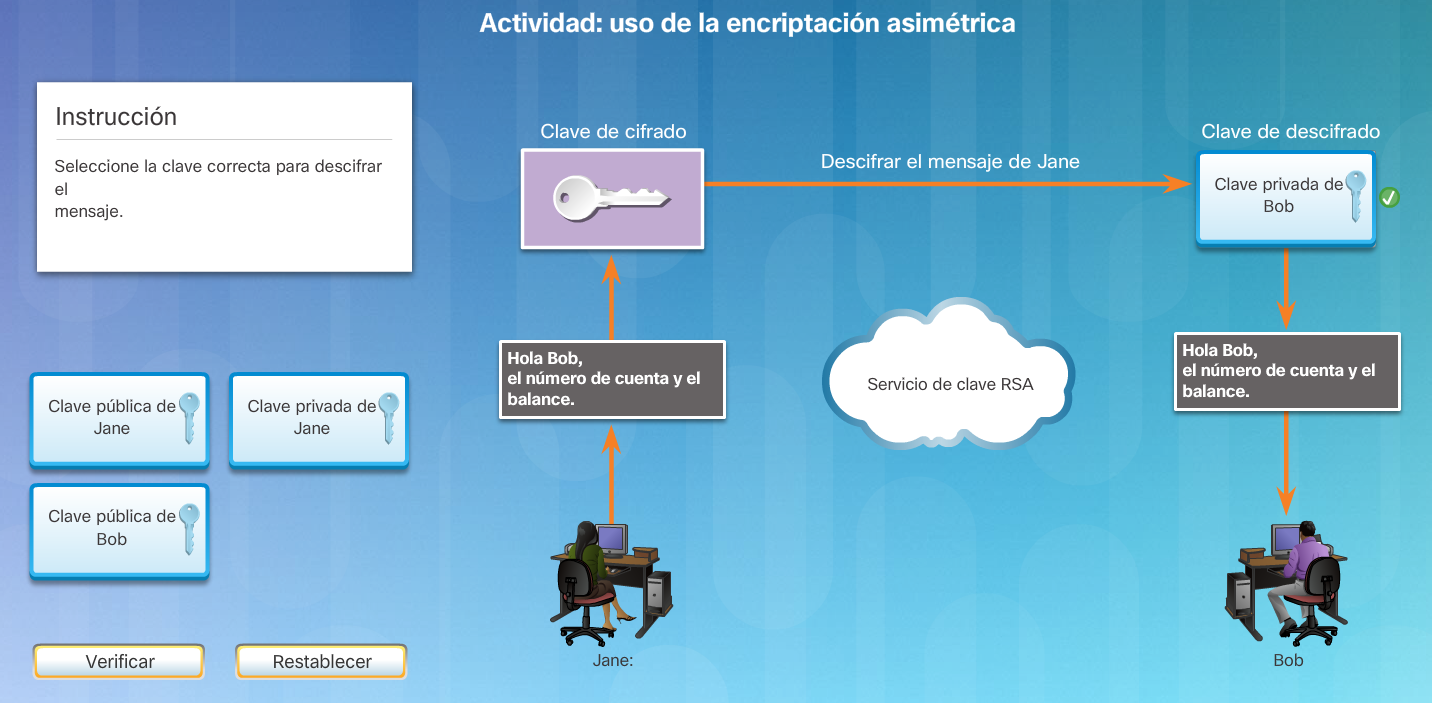 Actividad: uso de la encriptación asimétrica
Instrucción
Seleccione la clave correcta para descifrar
el
mensaje.
Clave pública de
Jane
Clave privada de
Jane
Clave pública de
Bob
Verificar
Restablecer
Clave de cifrado
Descifrar el mensaje de Jane
Clave de descifrado
Clave privada de
Bob
Hola Bob,
el número de cuenta y el
balance.
Servicio de clave RSA
Hola Bob,
el número de cuenta y el
balance.
Jane:
Bob